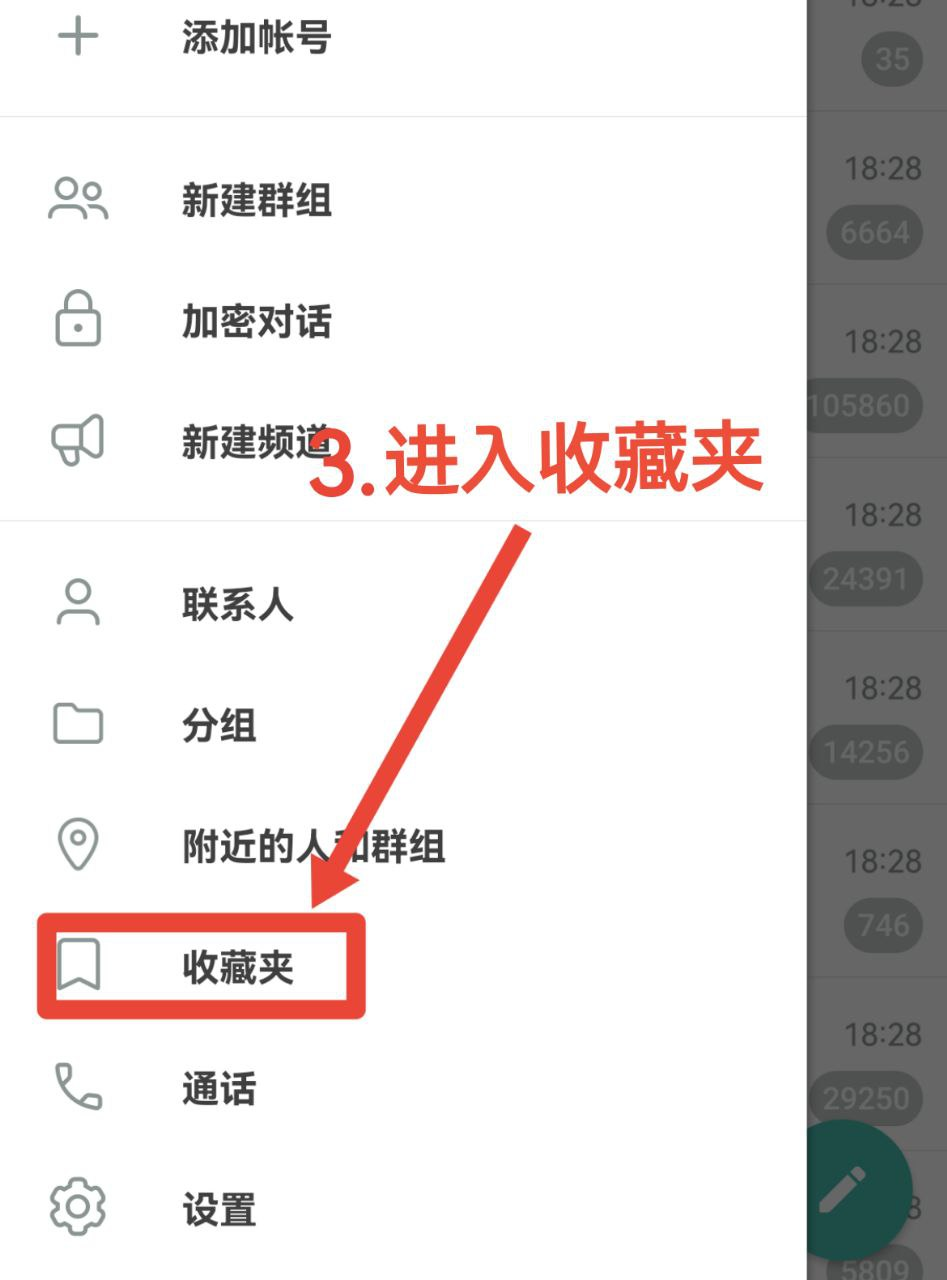 添加帐号
35
新建群组
18:28
6664
加密对话
18:28
105860
新建频道
3.进入收藏夹
18:28
24391
联系人
18:28
14256
分组
附近的人和群组
18:28
746
收藏夹
18:28
29250
通话
设置
5809